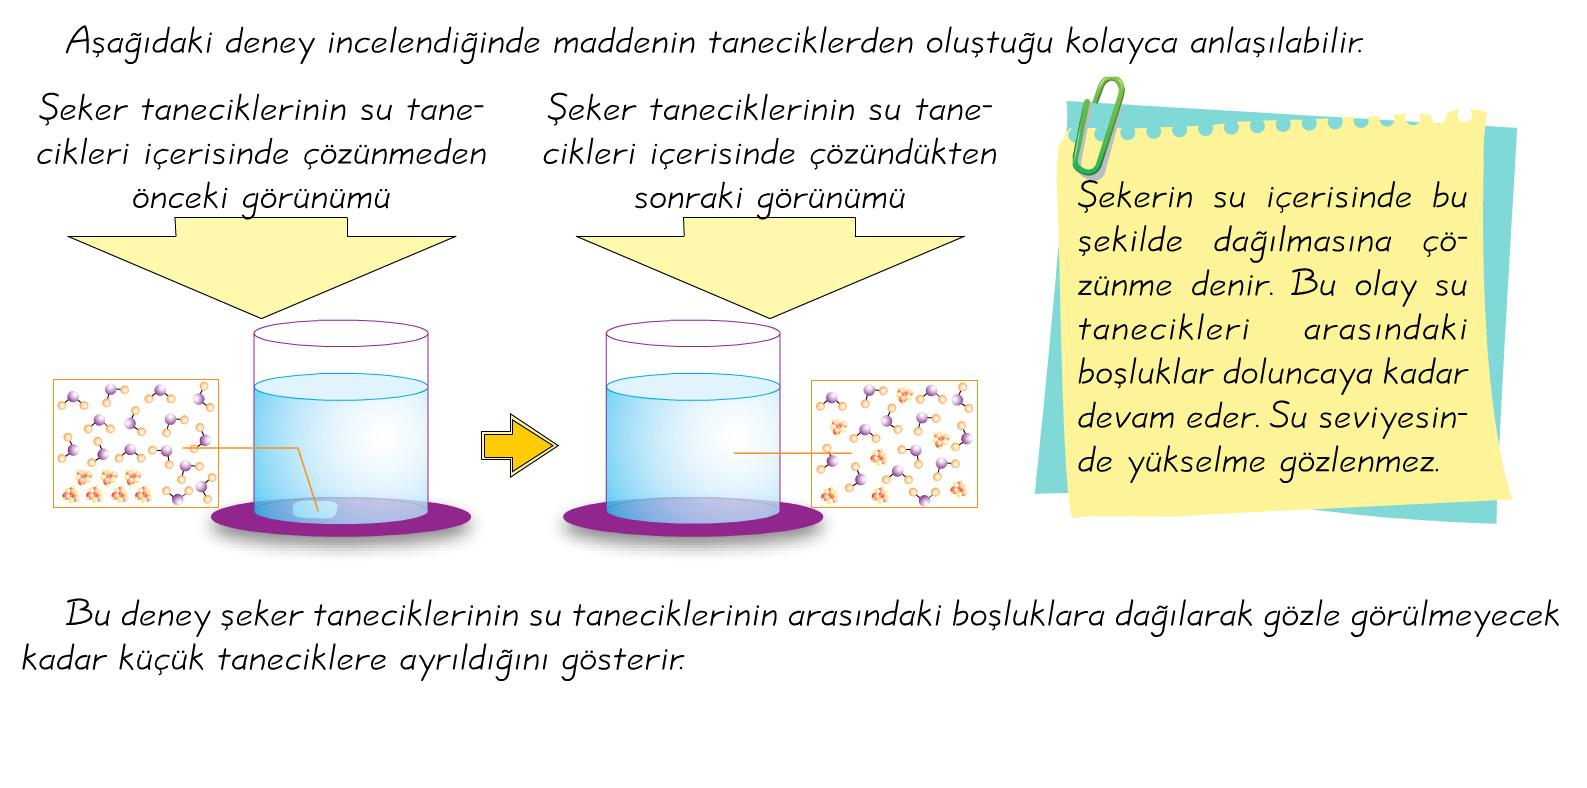 Aşağıdaki deney incelendiğinde maddenin taneciklerden oluştuğu kolayca anlaşılabilir.
Şeker taneciklerinin su tane-
cikleri içerisinde çözünmeden
önceki görünümü
Şeker taneciklerinin su tane-
cikleri içerisinde çözündükten
sonraki görünümü
Şekerin su içerisinde bu
şekilde dağılmasına çö-
zünme denir. Bu olay su
tanecikleri arasındaki
boşluklar doluncaya kadar
devam eder. Su seviyesin-
de yükselme gözlenmez.
Bu deney şeker taneciklerinin su taneciklerinin arasındaki boşluklara dağılarak gözle görülmeyecek
kadar küçük taneciklere ayrıldığını gösterir.